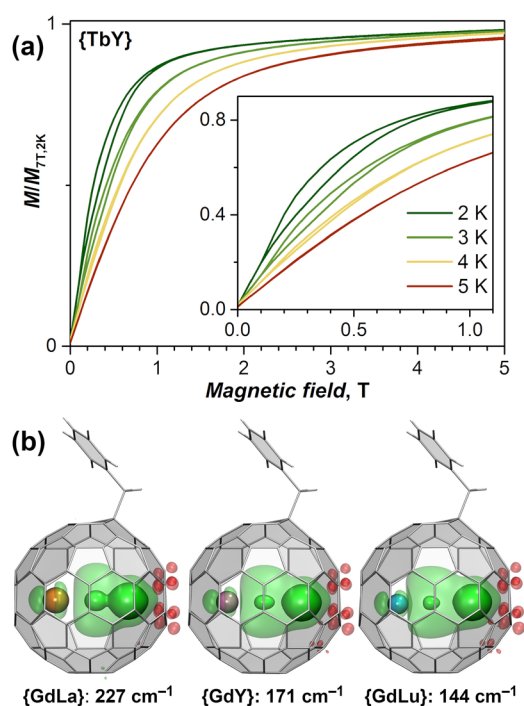 (a)
{TbY}
1
M/M7T,2K
0
0.8
0.4
0.0
2 K
3 K
4 K
5 K
0.0 0.5 1.0
0 1 2 3 4 5
Magnetic field, T
(b)
{GdLa}: 227 cm⁻¹ {GdY}: 171 cm⁻¹ {GdLu}: 144 cm⁻¹